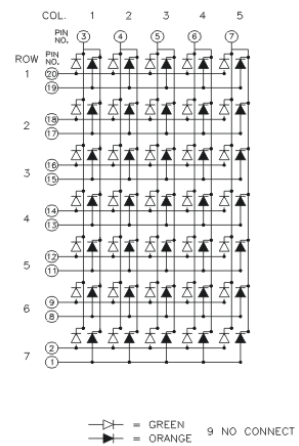 COL. 1 2 3 4 5
PIN NO. 3 4 5 6 7
ROW PIN NO.
1 20
19
2 18
17
3 16
15
4 14
13
5 12
11
6 9
8
7 2
1
= GREEN
= ORANGE
9 NO CONNECT